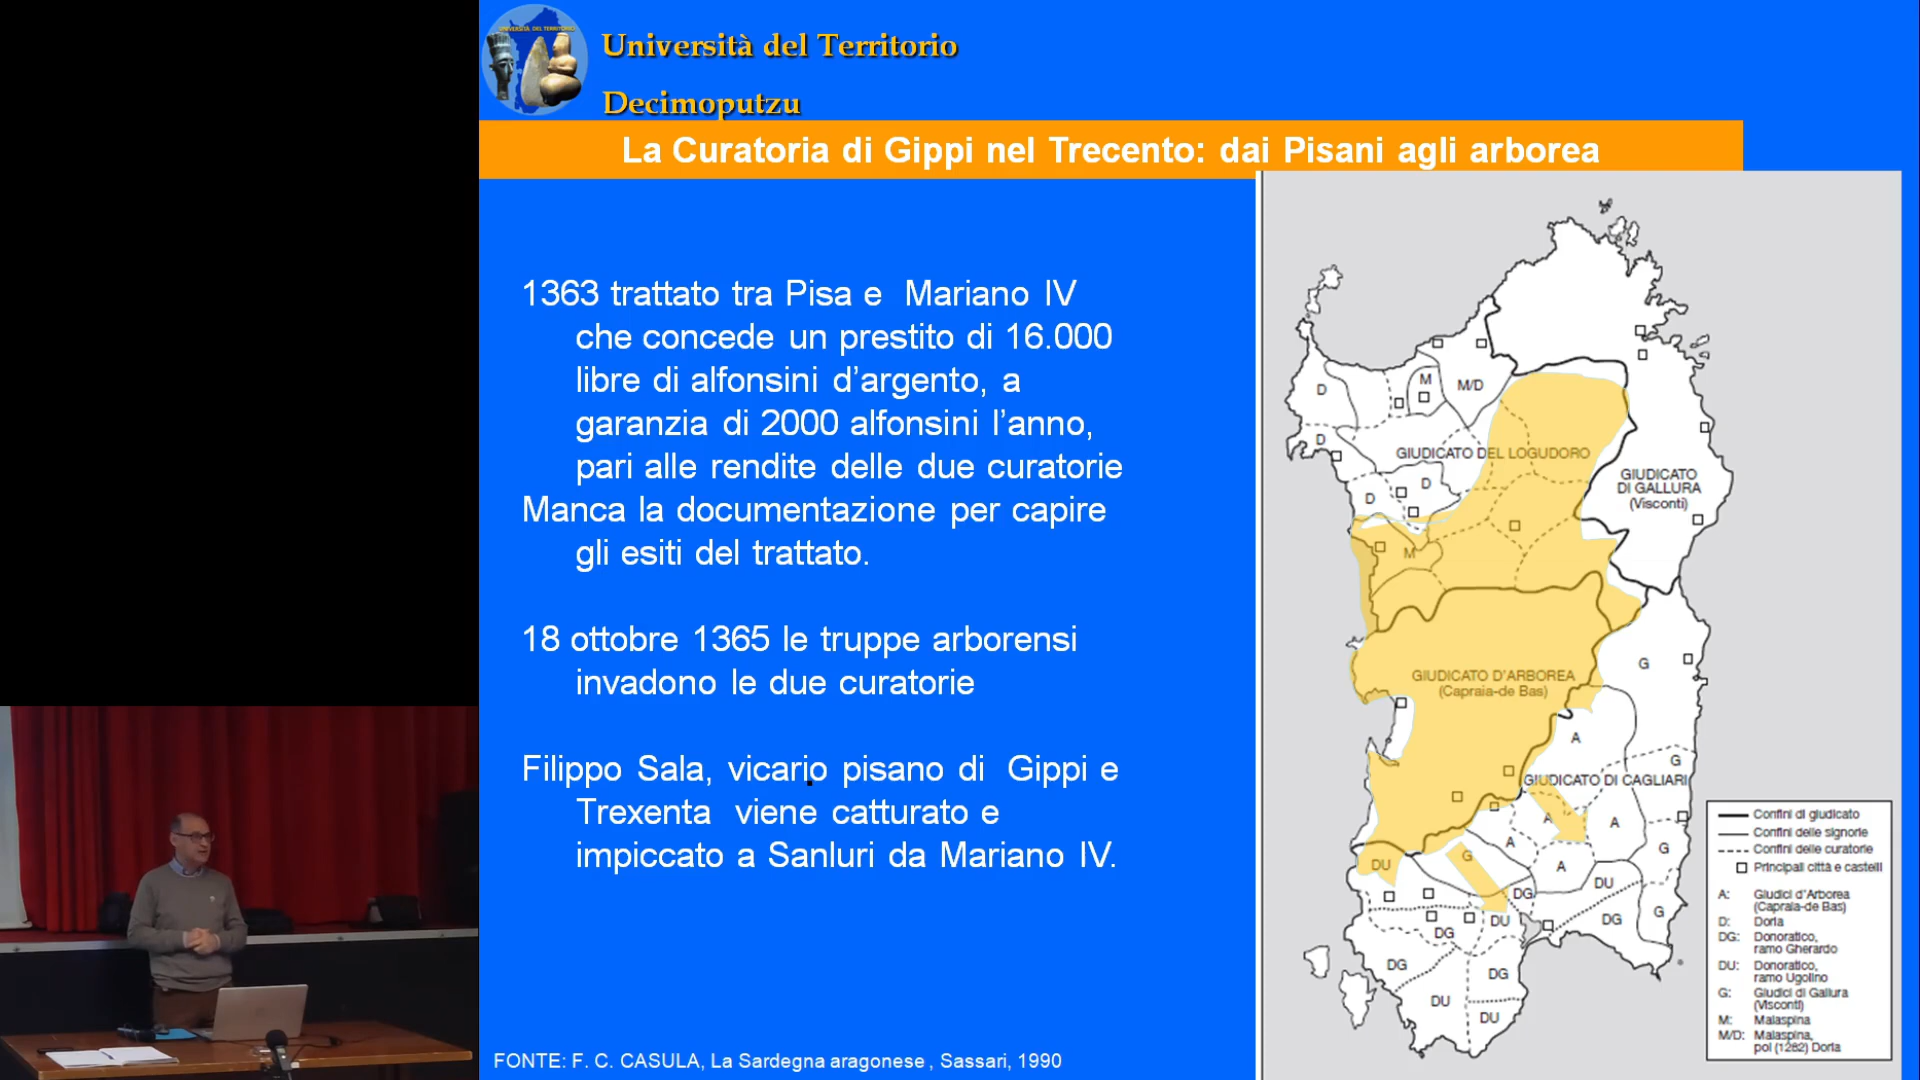 UNIVERSITÀ DEL TERRITORIO
Università del Territorio
Decimoputzu
La Curatoria di Gippi nel Trecento: dai Pisani agli arborea
1363 trattato tra Pisa e Mariano IV
che concede un prestito di 16.000
libre di alfonsini d’argento, a
garanzia di 2000 alfonsini l’anno,
pari alle rendite delle due curatorie
Manca la documentazione per capire
gli esiti del trattato.
18 ottobre 1365 le truppe arborensi
invadono le due curatorie
Filippo Sala, vicario pisano di Gippi e
Trexenta viene catturato e
impiccato a Sanluri da Mariano IV.
FONTE: F. C. CASULA, La Sardegna aragonese , Sassari, 1990
D
M
M/D
D
GIUDICATO DEL LOGUDORO
D
D
GIUDICATO
DI GALLURA
(Visconti)
M
GIUDICATO D'ARBOREA
(Capraia-de Bas)
G
A
G
GIUDICATO DI CAGLIARI
A
A
A
G
G
DU
A
DU
DG
DU
DG
G
DG
DG
DG
DU
DU
Confini di giudicato
Confini delle signorie
Confini delle curatorie
Principali città e castelli
A: Giudici d'Arborea
(Capraia-de Bas)
D: Doria
DG: Donoratico,
ramo Gherardo
DU: Donoratico,
ramo Ugolino
G: Giudici di Gallura
(Visconti)
M: Malaspina
M/D: Malaspina,
poi (1282) Doria